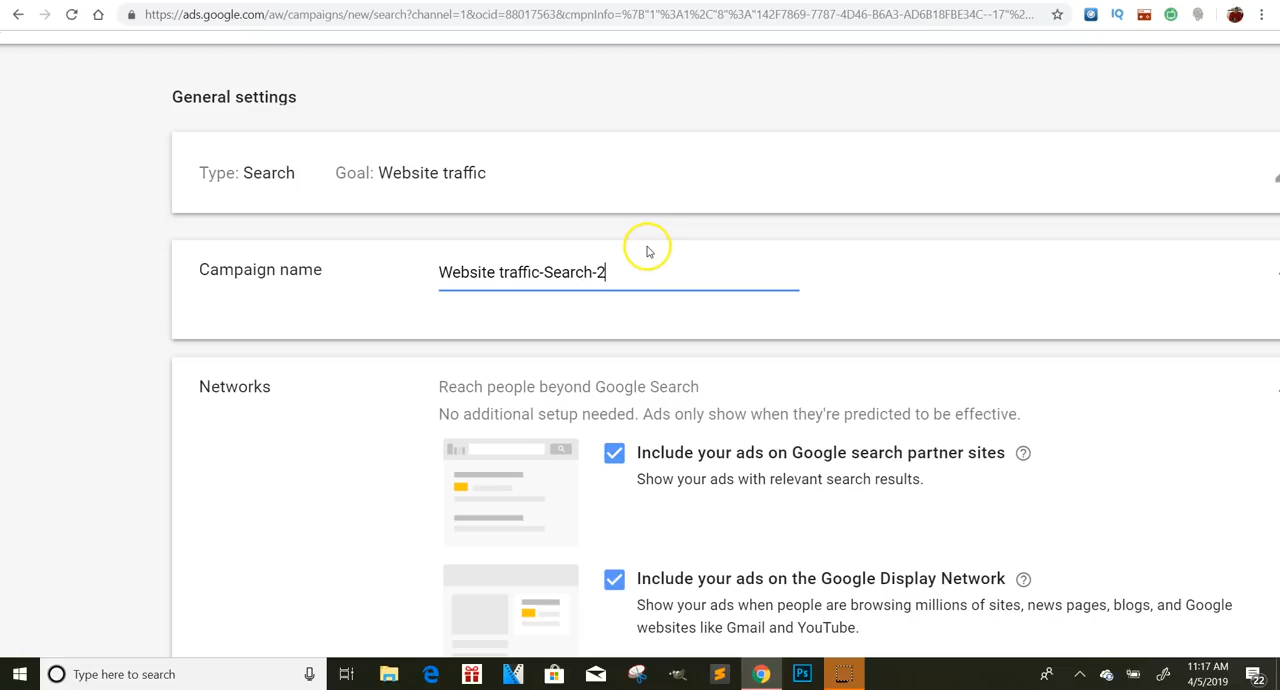 https://ads.google.com/aw/campaigns/new/search?channel=1&ocid=88017563&cmpnInfo=%7B"1"%3A1%2C"8"%3A"142F7869-7787-4D46-B6A3-AD6B18FBE34C--17"%2...
IQ
General settings
Type: Search Goal: Website traffic
Campaign name Website traffic-Search-2
Networks Reach people beyond Google Search
No additional setup needed. Ads only show when they're predicted to be effective.
Include your ads on Google search partner sites
Show your ads with relevant search results.
Include your ads on the Google Display Network
Show your ads when people are browsing millions of sites, news pages, blogs, and Google
websites like Gmail and YouTube.
Type here to search
Ps
11:17 AM
4/5/2019
22